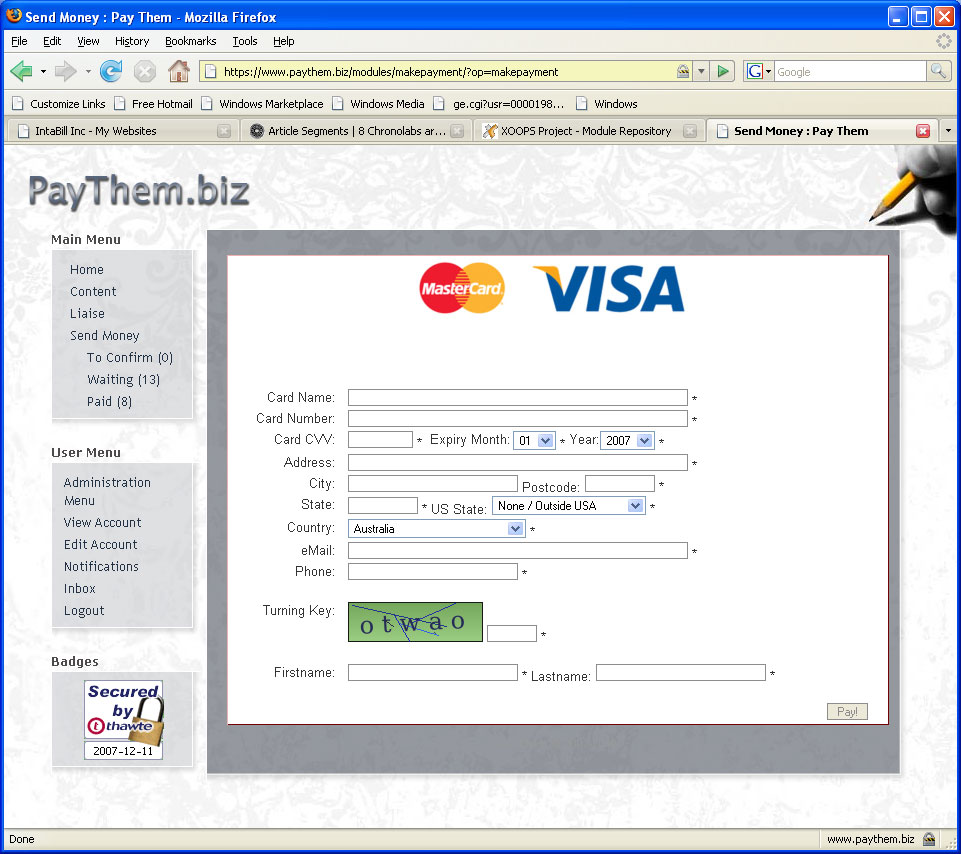 Send Money : Pay Them - Mozilla Firefox
File Edit View History Bookmarks Tools Help
https://www.paythem.biz/modules/makepayment/?op=makepayment
G Google
Customize Links Free Hotmail Windows Marketplace Windows Media ge.cgi?usr=0000198... Windows
IntaBill Inc - My Websites Article Segments | 8 Chronolabs ar... XOOPS Project - Module Repository Send Money : Pay Them
PayThem.biz
Main Menu
Home
Content
Liaise
Send Money
To Confirm (0)
Waiting (13)
Paid (8)
User Menu
Administration
Menu
View Account
Edit Account
Notifications
Inbox
Logout
Badges
Secured
by
thawte
2007-12-11
MasterCard VISA
Card Name: *
Card Number: *
Card CVV: * Expiry Month: 01 * Year: 2007 *
Address: *
City: Postcode: *
State: * US State: None / Outside USA *
Country: Australia *
eMail: *
Phone: *
Turning Key: otwao *
Firstname: * Lastname: *
Pay!
Done www.paythem.biz